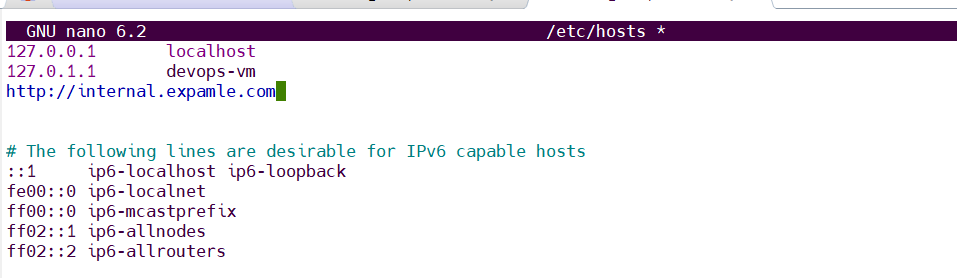 GNU nano 6.2 /etc/hosts *
127.0.0.1 localhost
127.0.1.1 devops-vm
http://internal.expamle.com
# The following lines are desirable for IPv6 capable hosts
::1 ip6-localhost ip6-loopback
fe00::0 ip6-localnet
ff00::0 ip6-mcastprefix
ff02::1 ip6-allnodes
ff02::2 ip6-allrouters